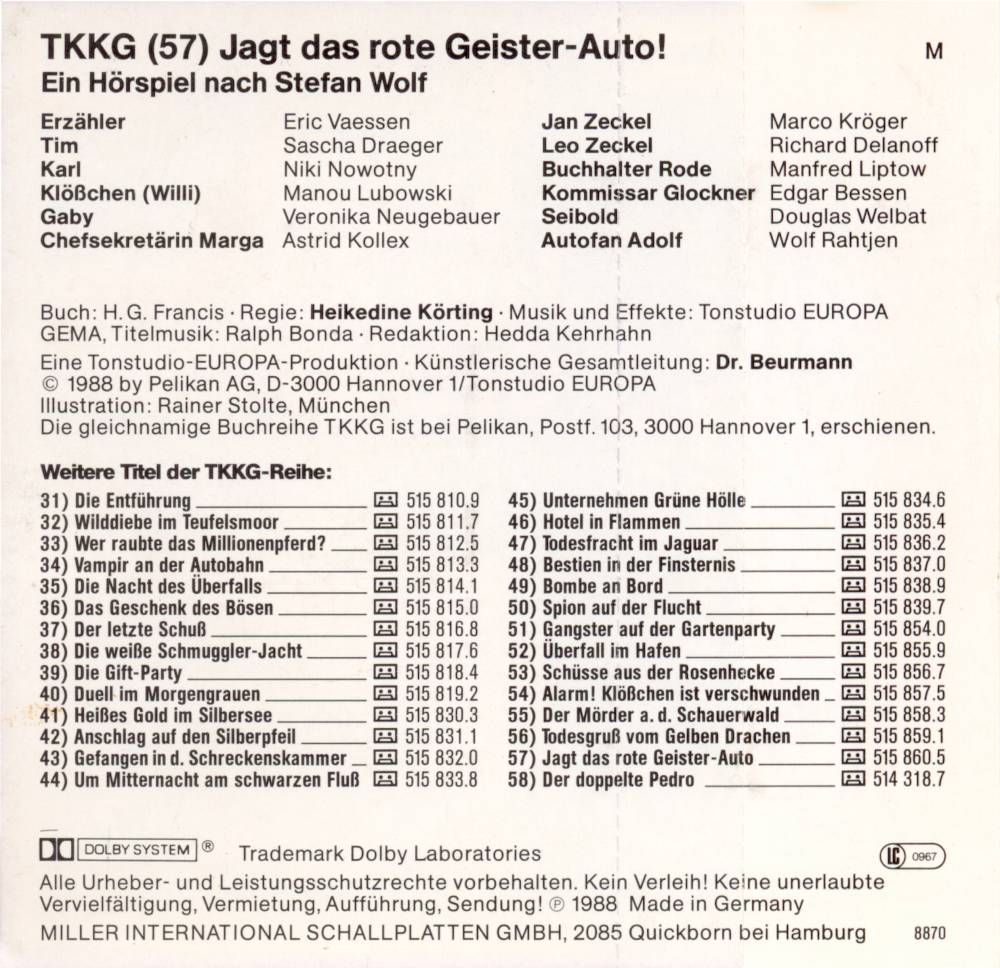 TKKG (57) Jagt das rote Geister-Auto!
M
Ein Hörspiel nach Stefan Wolf
Erzähler Eric Vaessen
Tim Sascha Draeger
Karl Niki Nowotny
Klößchen (Willi) Manou Lubowski
Gaby Veronika Neugebauer
Chefsekretärin Marga Astrid Kollex
Jan Zeckel Marco Kröger
Leo Zeckel Richard Delanoff
Buchhalter Rode Manfred Liptow
Kommissar Glockner Edgar Bessen
Seibold Douglas Welbat
Autofan Adolf Wolf Rahtjen
Buch: H. G. Francis · Regie: Heikedine Körting · Musik und Effekte: Tonstudio EUROPA
GEMA, Titelmusik: Ralph Bonda · Redaktion: Hedda Kehrhahn
Eine Tonstudio-EUROPA-Produktion · Künstlerische Gesamtleitung: Dr. Beurmann
© 1988 by Pelikan AG, D-3000 Hannover 1/Tonstudio EUROPA
Illustration: Rainer Stolte, München
Die gleichnamige Buchreihe TKKG ist bei Pelikan, Postf. 103, 3000 Hannover 1, erschienen.
Weitere Titel der TKKG-Reihe:
31) Die Entführung 515 810.9
32) Wilddiebe im Teufelsmoor 515 811.7
33) Wer raubte das Millionenpferd? 515 812.5
34) Vampir an der Autobahn 515 813.3
35) Die Nacht des Überfalls 515 814.1
36) Das Geschenk des Bösen 515 815.0
37) Der letzte Schuß 515 816.8
38) Die weiße Schmuggler-Jacht 515 817.6
39) Die Gift-Party 515 818.4
40) Duell im Morgengrauen 515 819.2
41) Heißes Gold im Silbersee 515 830.3
42) Anschlag auf den Silberpfeil 515 831.1
43) Gefangen in d. Schreckenskammer 515 832.0
44) Um Mitternacht am schwarzen Fluß 515 833.8
45) Unternehmen Grüne Hölle 515 834.6
46) Hotel in Flammen 515 835.4
47) Todesfracht im Jaguar 515 836.2
48) Bestien in der Finsternis 515 837.0
49) Bombe an Bord 515 838.9
50) Spion auf der Flucht 515 839.7
51) Gangster auf der Gartenparty 515 854.0
52) Überfall im Hafen 515 855.9
53) Schüsse aus der Rosenhecke 515 856.7
54) Alarm! Klößchen ist verschwunden 515 857.5
55) Der Mörder a. d. Schauerwald 515 858.3
56) Todesgruß vom Gelben Drachen 515 859.1
57) Jagt das rote Geister-Auto 515 860.5
58) Der doppelte Pedro 514 318.7
DOLBY SYSTEM ® Trademark Dolby Laboratories
LC 0967
Alle Urheber- und Leistungsschutzrechte vorbehalten. Kein Verleih! Keine unerlaubte
Vervielfältigung, Vermietung, Aufführung, Sendung! ℗ 1988 Made in Germany
MILLER INTERNATIONAL SCHALLPLATTEN GMBH, 2085 Quickborn bei Hamburg 8870